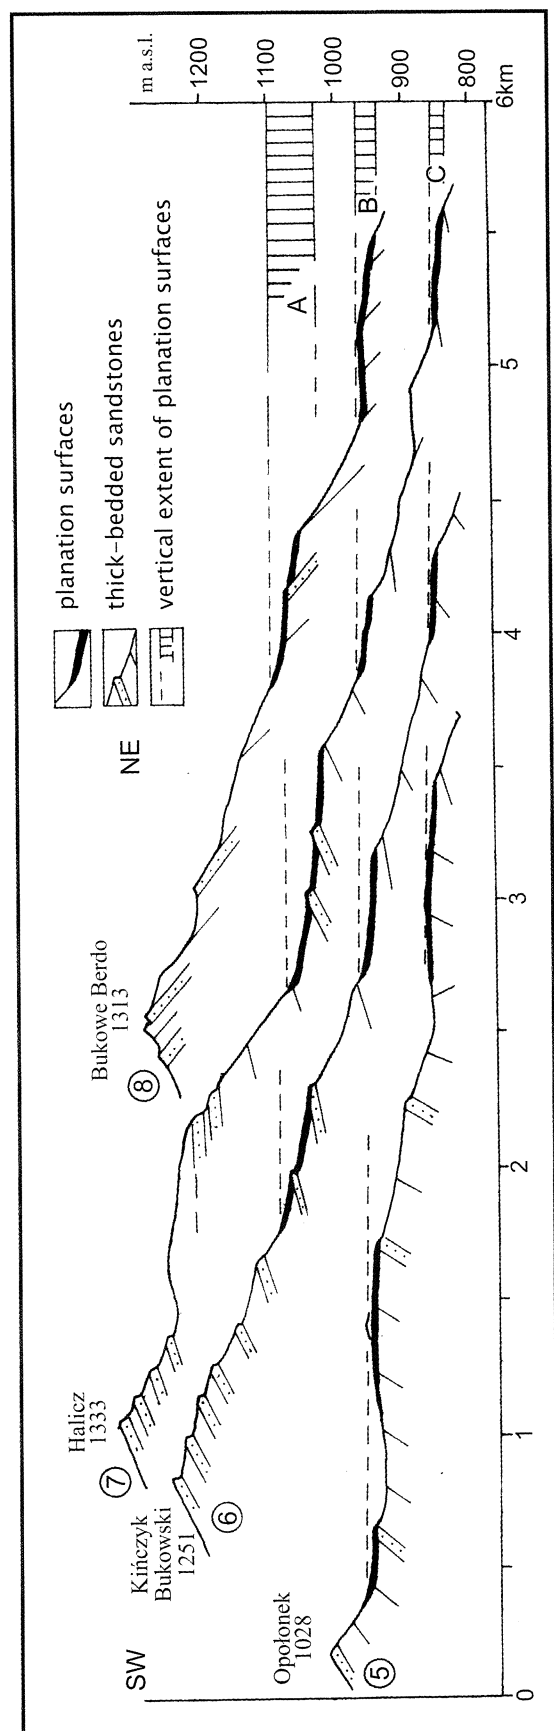 SW
NE
Opołonek
1028
5
Kińczyk
Bukowski
1251
6
Halicz
1333
7
Bukowe Berdo
1313
8
planation surfaces
thick-bedded sandstones
vertical extent of planation surfaces
m a.s.l.
1200
1100
1000
900
800
A
B
C
0
1
2
3
4
5
6km